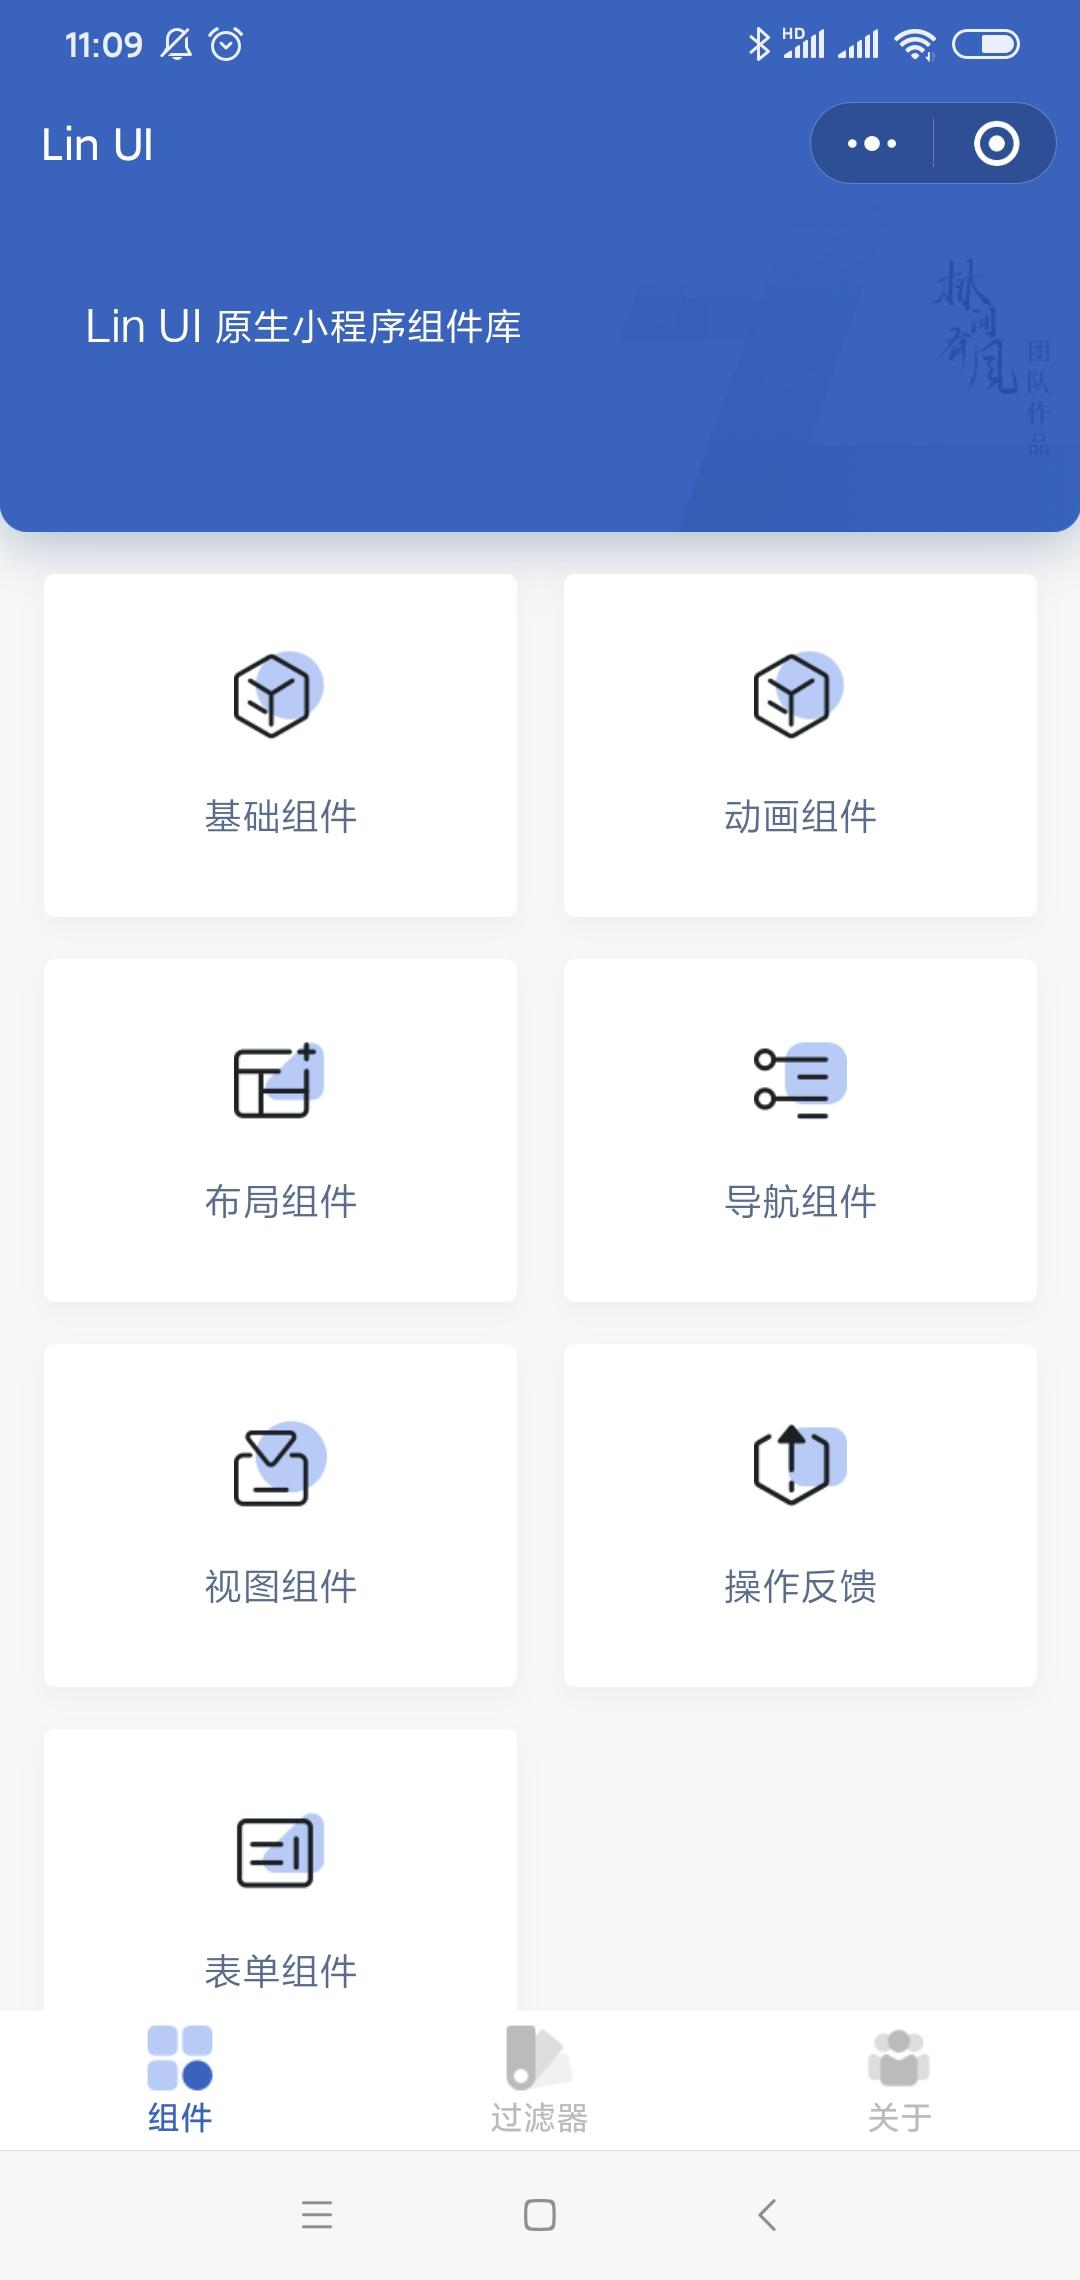 11:09
HD
Lin UI
Lin UI 原生小程序组件库
林间有风
团队作品
基础组件
动画组件
布局组件
导航组件
视图组件
操作反馈
表单组件
组件
过滤器
关于